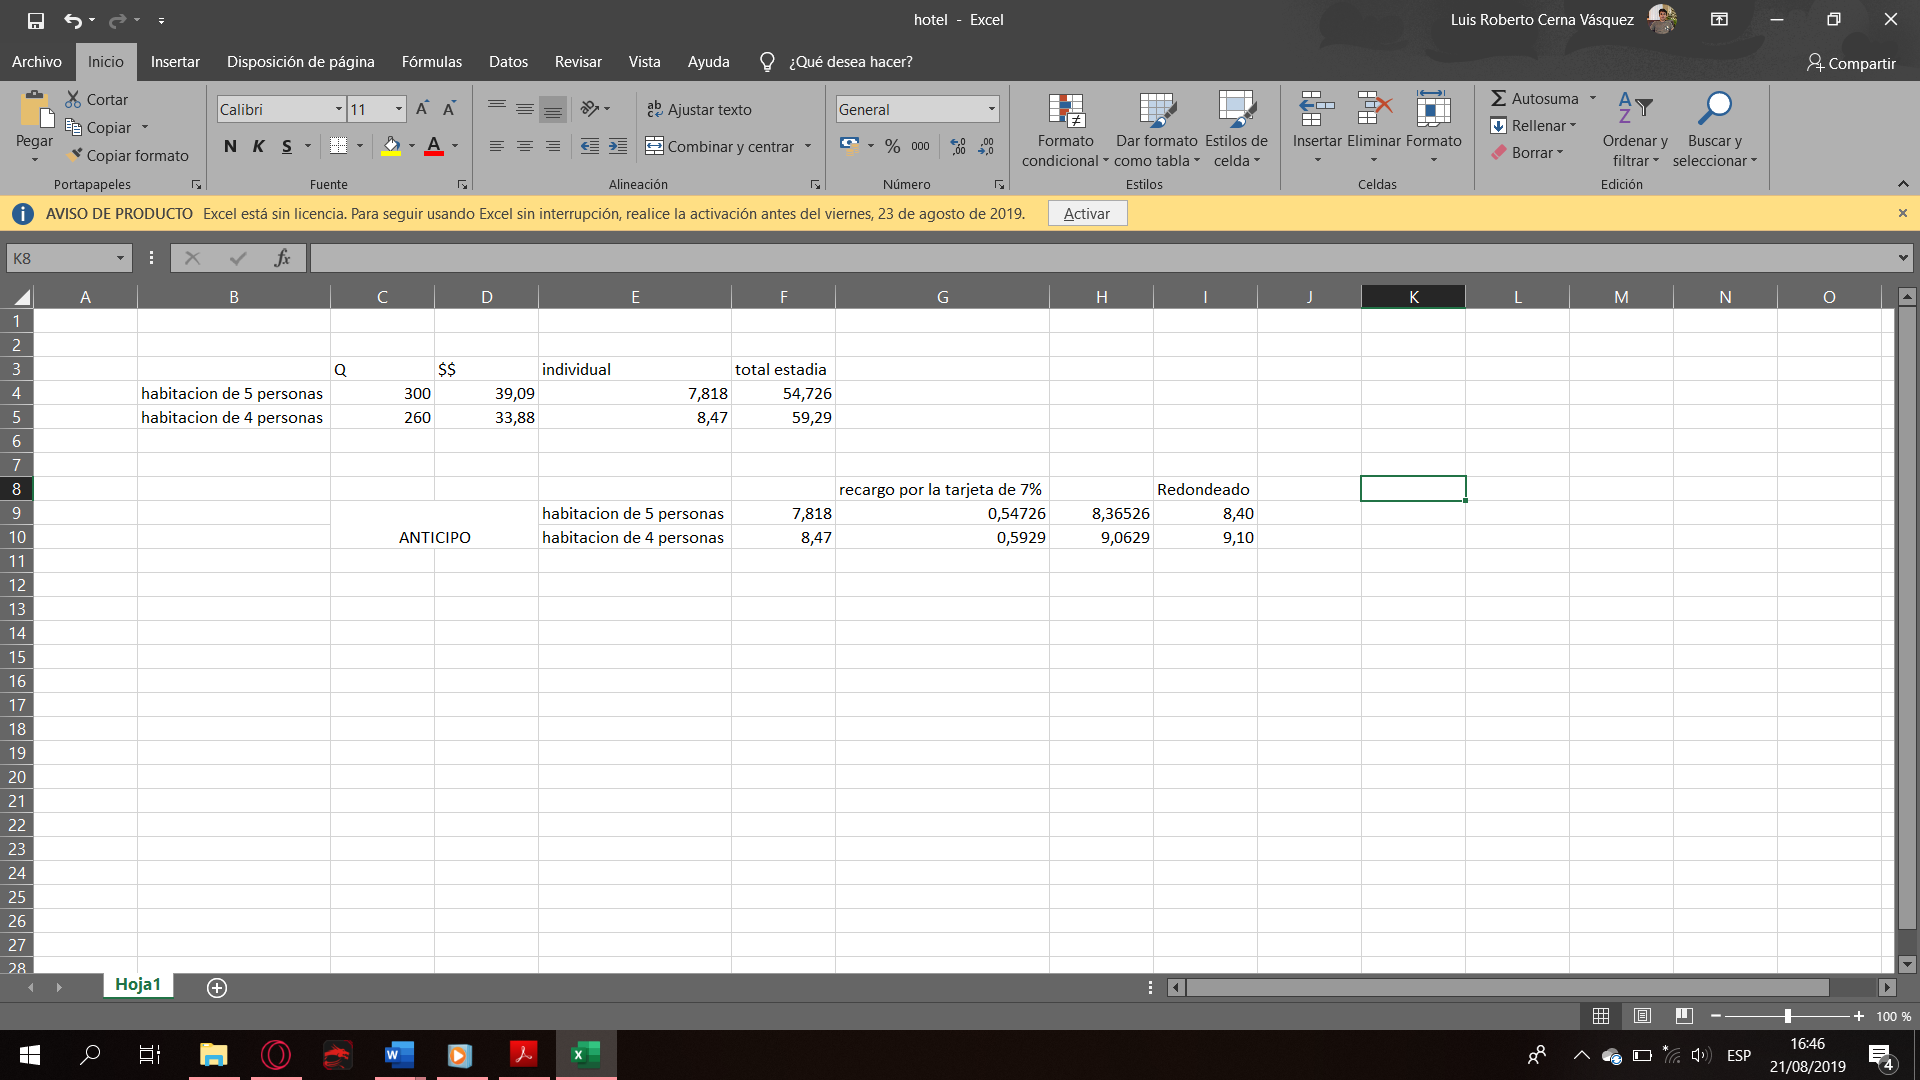 hotel - Excel
Luis Roberto Cerna Vásquez
Archivo Inicio Insertar Disposición de página Fórmulas Datos Revisar Vista Ayuda ¿Qué desea hacer? Compartir
Pegar
Cortar
Copiar
Copiar formato
Portapapeles
Calibri 11
N K S A
Fuente
Ajustar texto
Combinar y centrar
Alineación
General
% 000
Número
Formato condicional
Dar formato como tabla
Estilos de celda
Estilos
Insertar Eliminar Formato
Celdas
Autosuma
Rellenar
Borrar
Ordenar y filtrar
Buscar y seleccionar
Edición
AVISO DE PRODUCTO Excel está sin licencia. Para seguir usando Excel sin interrupción, realice la activación antes del viernes, 23 de agosto de 2019. Activar
K8 fx
A B C D E F G H I J K L M N O
1
2
3 Q $$ individual total estadia
4 habitacion de 5 personas 300 39,09 7,818 54,726
5 habitacion de 4 personas 260 33,88 8,47 59,29
6
7
8 recargo por la tarjeta de 7% Redondeado
9 habitacion de 5 personas 7,818 0,54726 8,36526 8,40
10 ANTICIPO habitacion de 4 personas 8,47 0,5929 9,0629 9,10
11
12
13
14
15
16
17
18
19
20
21
22
23
24
25
26
27
28
Hoja1
100 %
ESP
16:46
21/08/2019
4